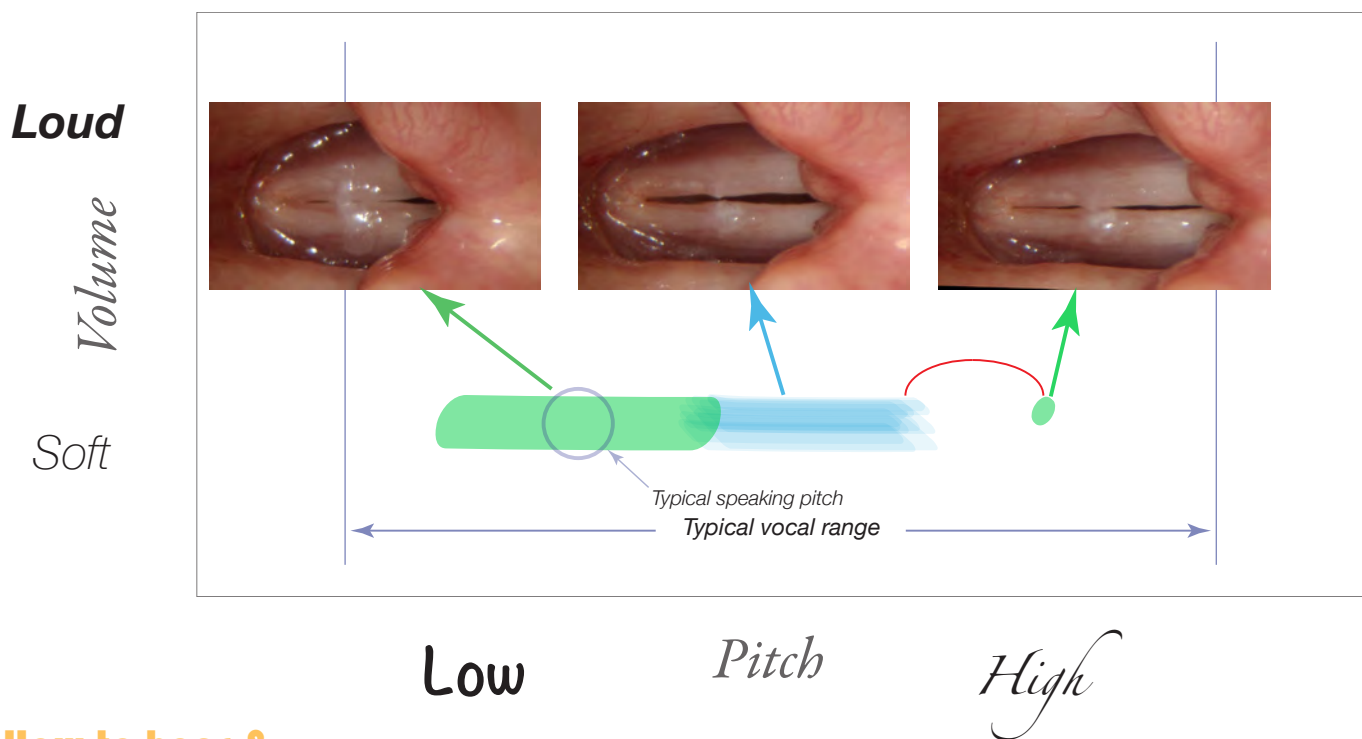 Loud
Volume
Soft
Typical speaking pitch
Typical vocal range
Low
Pitch
High